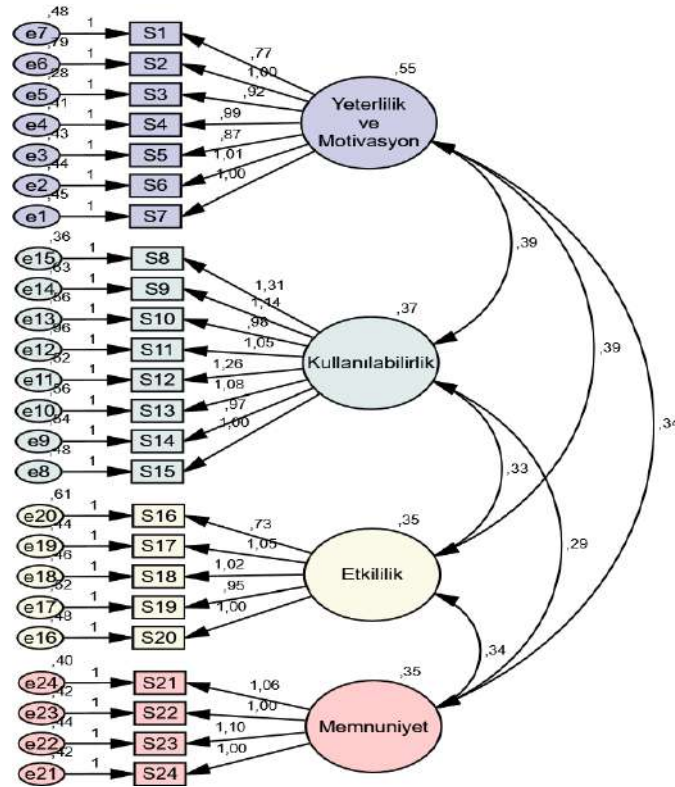 ,48
e7 1 S1
,79
e6 1 S2
,28
e5 1 S3
,41
e4 1 S4
,43
e3 1 S5
,44
e2 1 S6
,45
e1 1 S7
,77
1,00
,92
,99
,87
1,01
1,00
,55
Yeterlilik
ve
Motivasyon
,36
e15 1 S8
,63
e14 1 S9
e13 1 S10
e12 1 S11
e11 1 S12
e10 1 S13
e9 1 S14
,48
e8 1 S15
1,31
1,14
,98
1,05
1,26
1,08
,97
1,00
,37
Kullanılabilirlik
,39
,39
,34
,61
e20 1 S16
,44
e19 1 S17
,46
e18 1 S18
e17 1 S19
,48
e16 1 S20
,73
1,05
1,02
,95
1,00
,35
Etkililik
,33
,29
,34
,40
e24 1 S21
,42
e23 1 S22
,44
e22 1 S23
,42
e21 1 S24
1,06
1,00
1,10
1,00
,35
Memnuniyet